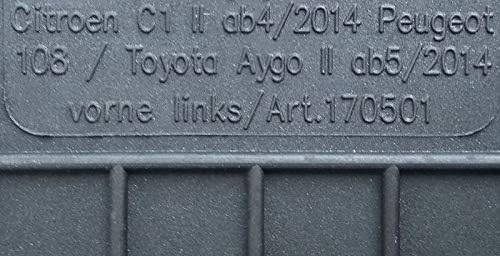 Citroen C1 II ab4/2014 Peugeot
108 / Toyota Aygo II ab5/2014
vorne links/Art.170501